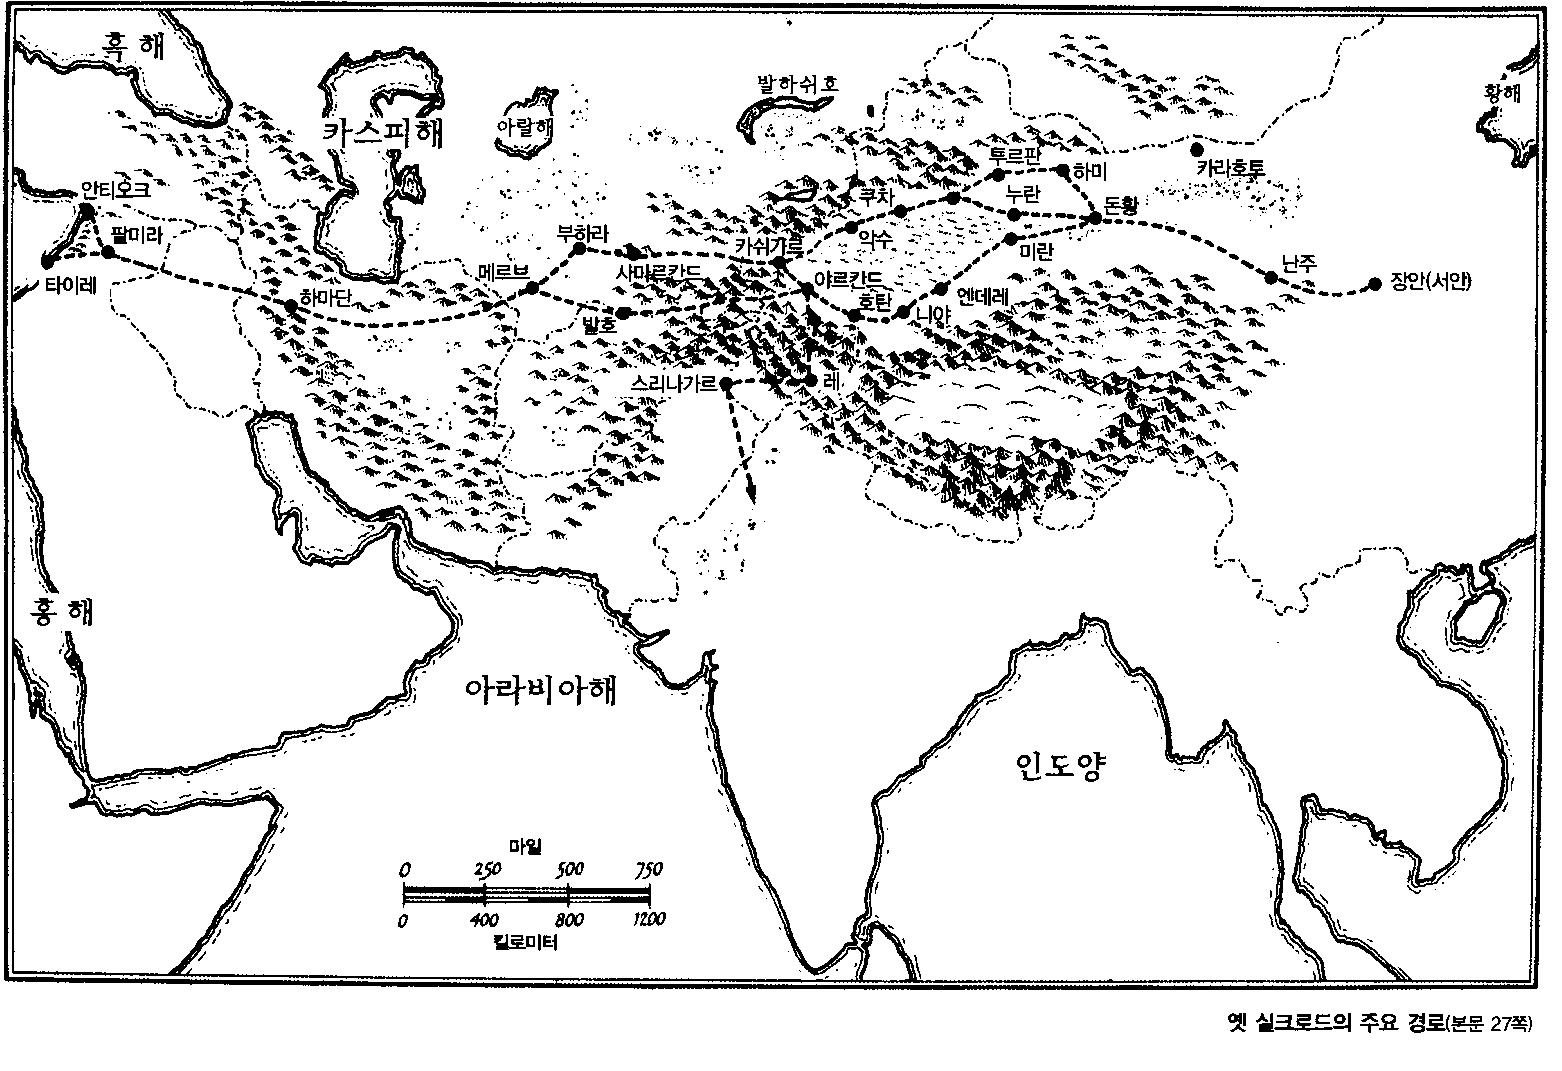 흑 해
카스피해
아랄해
발하쉬호
황해
안티오크
팔미라
타이레
하마단
메르브
부하라
사마르칸드
발호
카쉬가르
야르칸드
호탄
니야
엔데레
미란
악수
쿠차
투르판
하미
누란
돈황
카라호토
난주
장안(서안)
스리나가르
레
홍 해
아라비아해
인도양
마일
0 250 500 750
0 400 800 1200
킬로미터
옛 실크로드의 주요 경로(본문 27쪽)